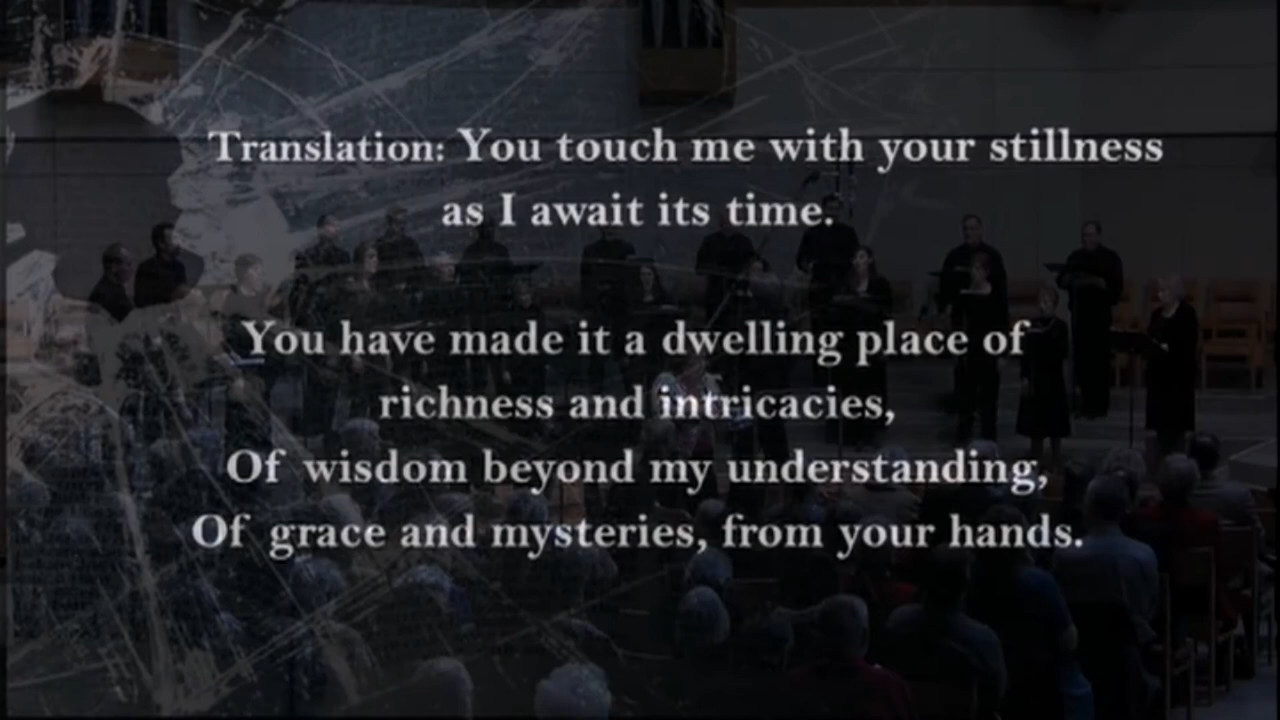 Translation: You touch me with your stillness
as I await its time.
You have made it a dwelling place of
richness and intricacies,
Of wisdom beyond my understanding,
Of grace and mysteries, from your hands.